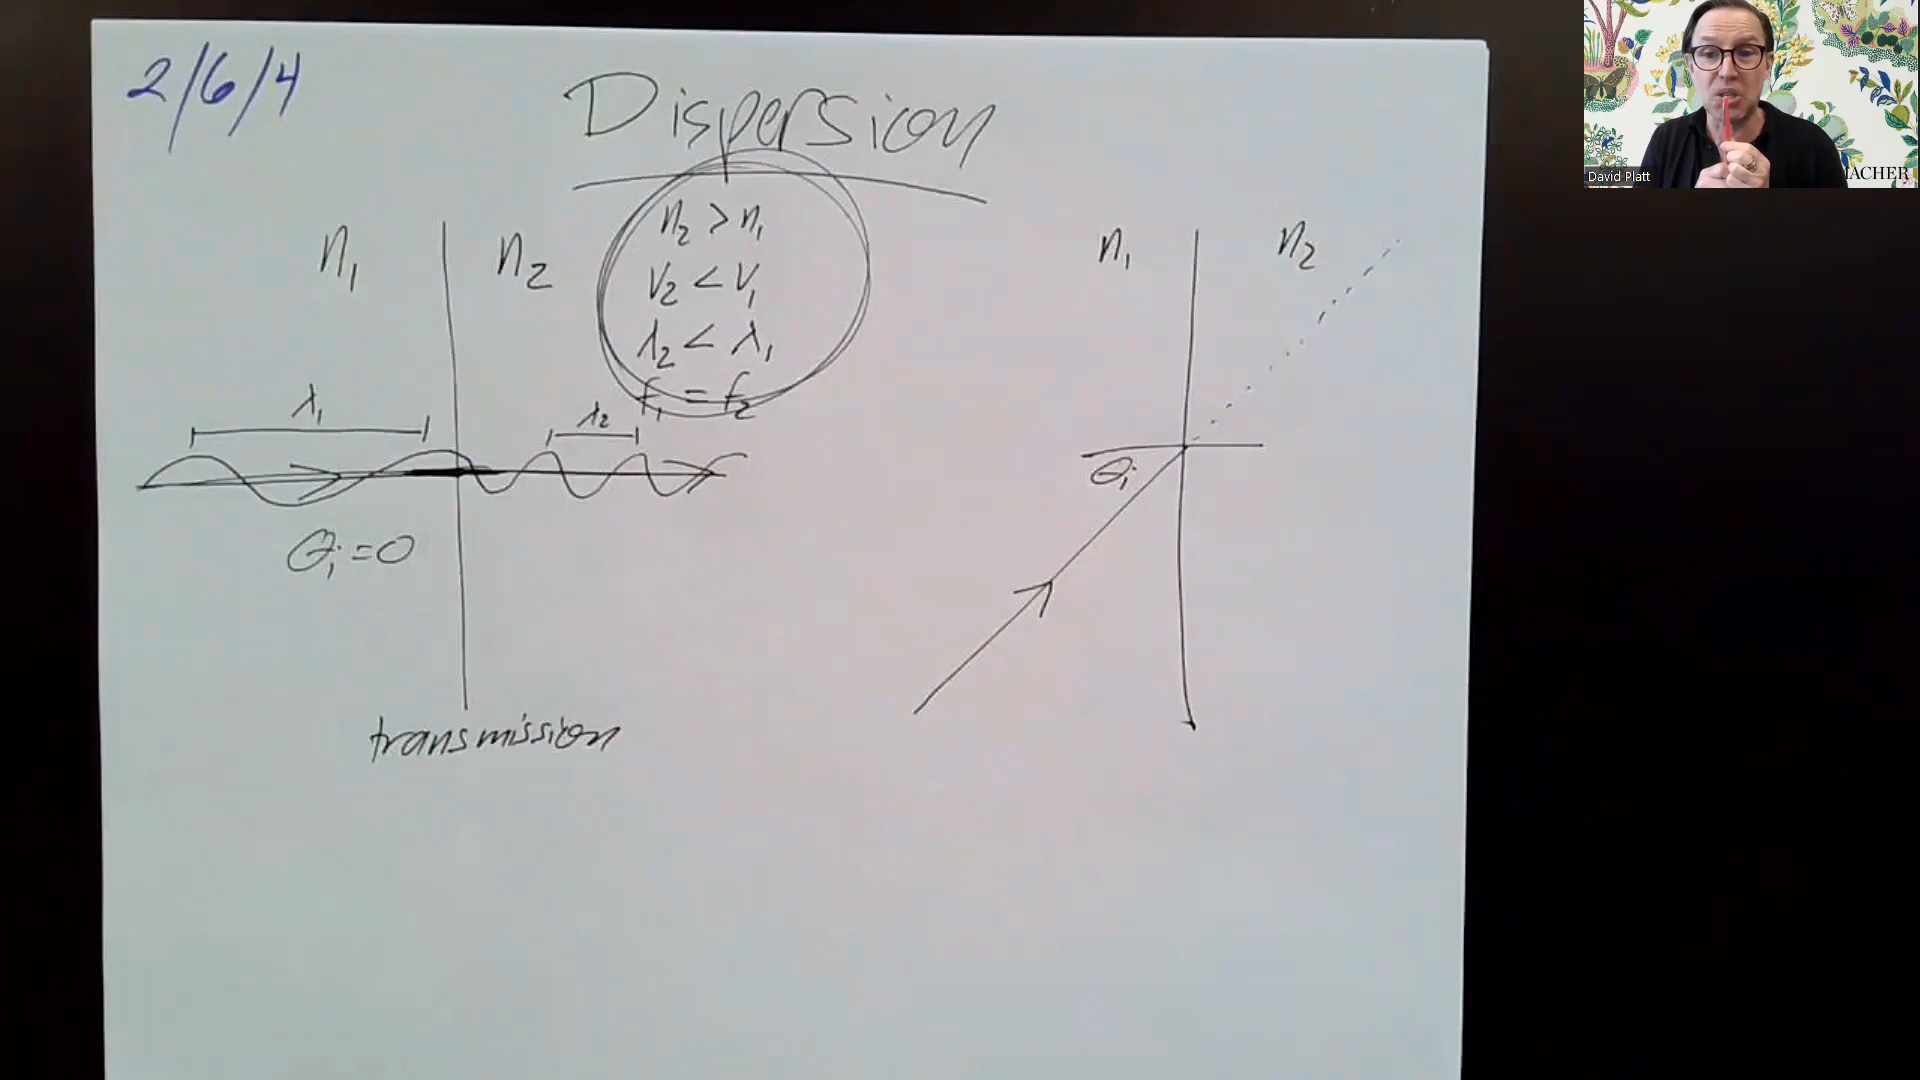 2/6/4
Dispersion
n₁
n₂
n₂ > n₁
v₂ < v₁
λ₂ < λ₁
f₁ = f₂
λ₁
λ₂
θᵢ = 0
transmission
n₁
n₂
θᵢ
David Platt
MACHER